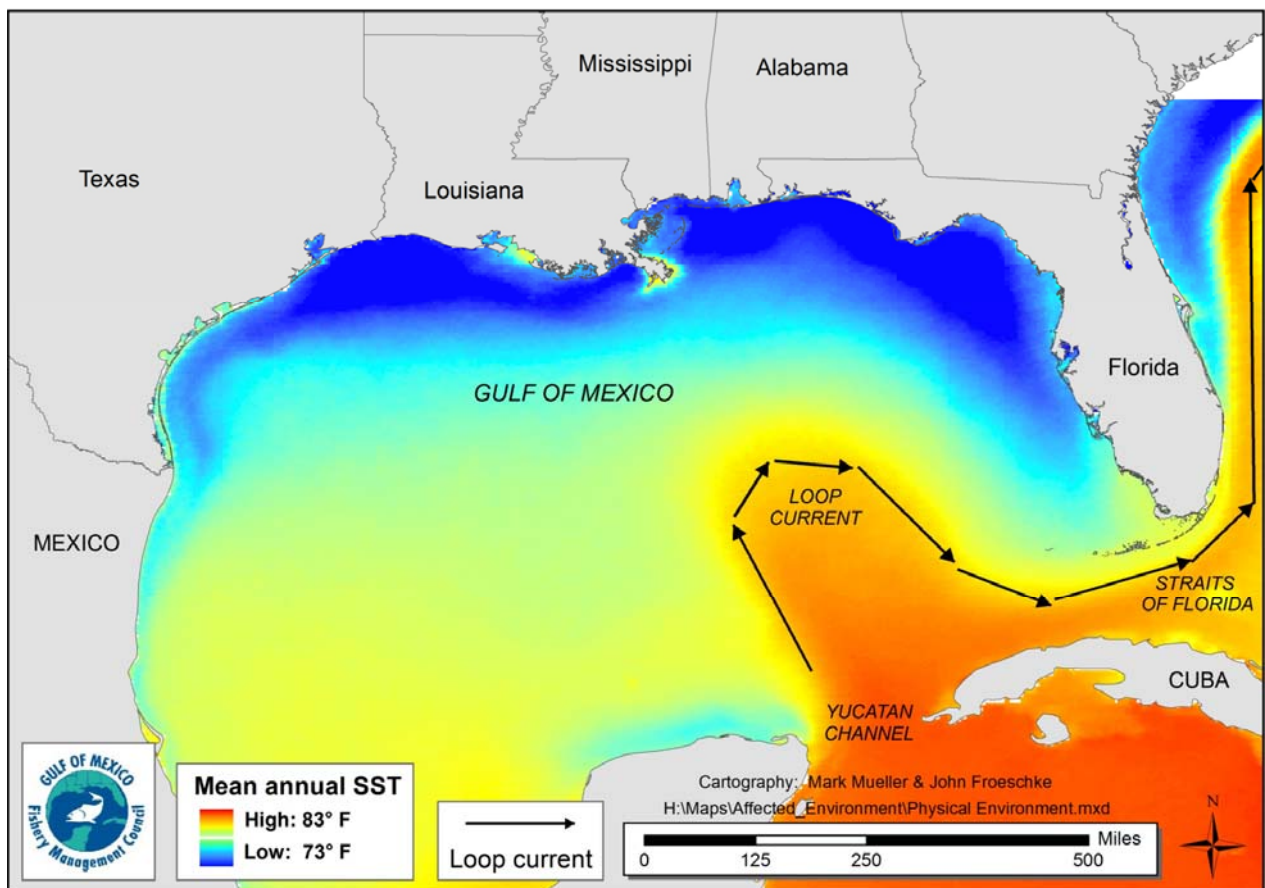 Mississippi
Alabama
Texas
Louisiana
Florida
GULF OF MEXICO
LOOP
CURRENT
MEXICO
STRAITS
OF FLORIDA
CUBA
YUCATAN
CHANNEL
GULF OF MEXICO
Fishery Management Council
Mean annual SST
High: 83° F
Low: 73° F
Loop current
Cartography: Mark Mueller & John Froeschke
H:\Maps\Affected_Environment\Physical Environment.mxd
Miles
0 125 250 500
N